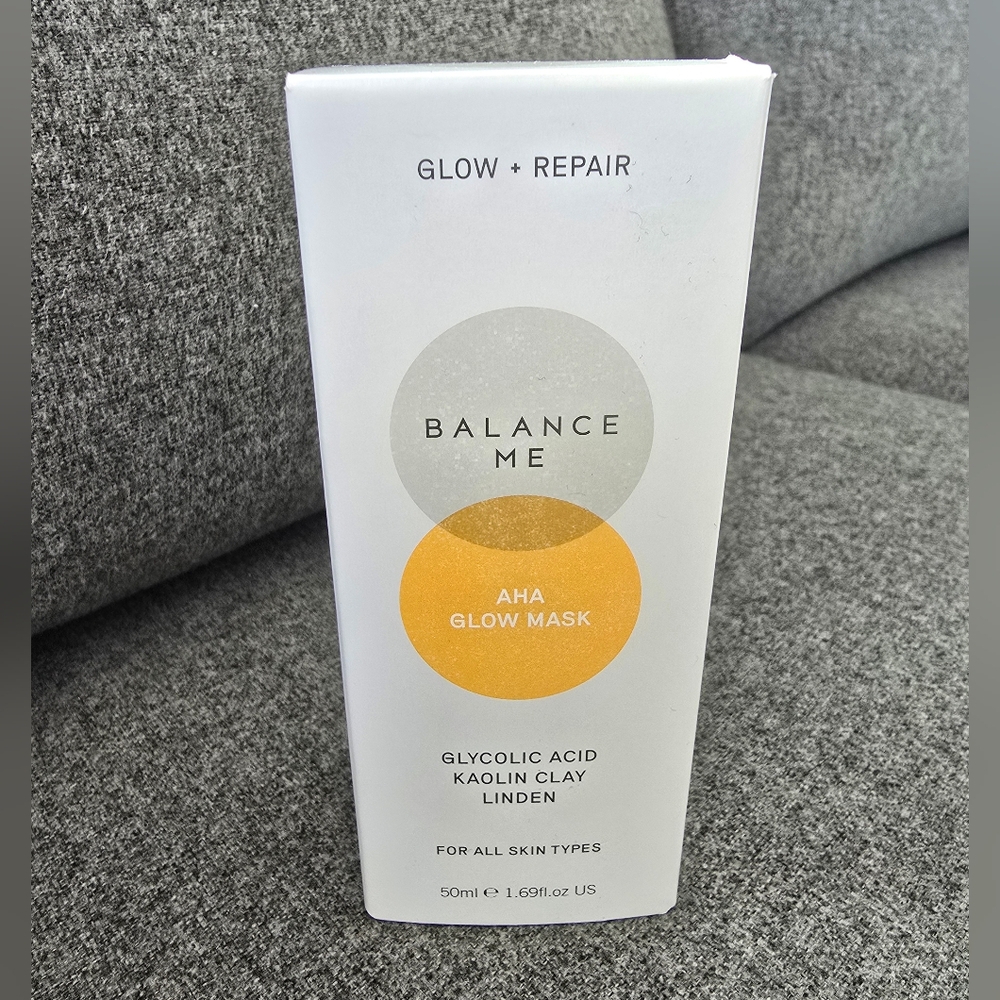 GLOW + REPAIR
BALANCE
ME
AHA
GLOW MASK
GLYCOLIC ACID
KAOLIN CLAY
LINDEN
FOR ALL SKIN TYPES
50ml ℮ 1.69fl.oz US